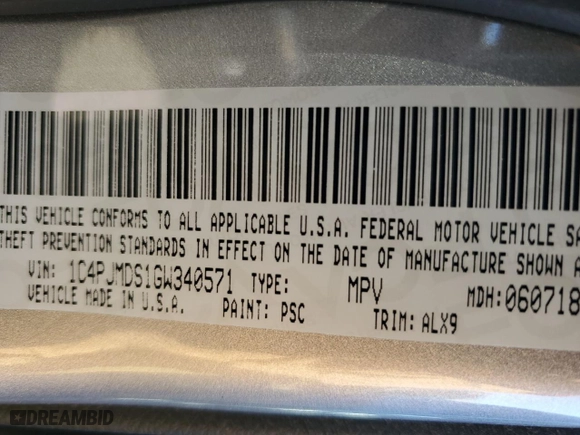 THIS VEHICLE CONFORMS TO ALL APPLICABLE U.S.A. FEDERAL MOTOR VEHICLE SA
THEFT PREVENTION STANDARDS IN EFFECT ON THE DATE OF MANUFACTURE SHOWN A
VIN: 1C4PJMDS1GW340571 TYPE: MPV MDH:060718
VEHICLE MADE IN U.S.A. PAINT: PSC TRIM: ALX9
DREAMBID